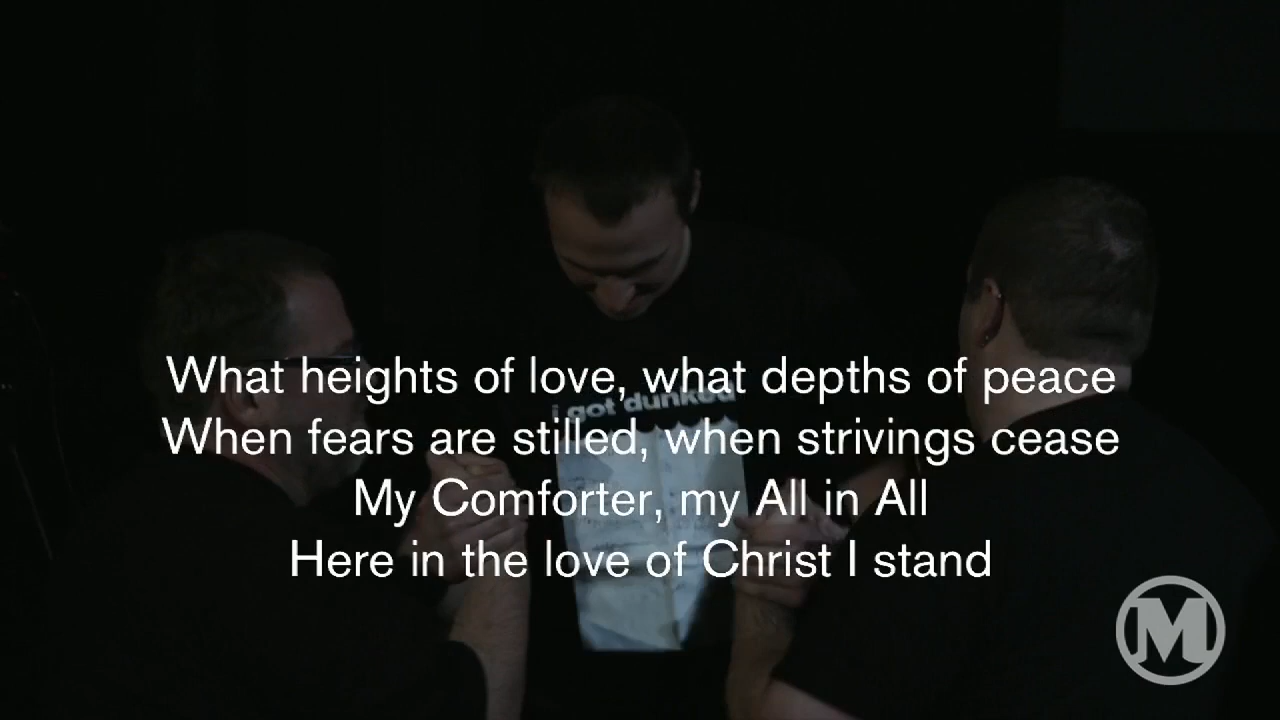 What heights of love, what depths of peace
i got dunked
When fears are stilled, when strivings cease
My Comforter, my All in All
Here in the love of Christ I stand
M